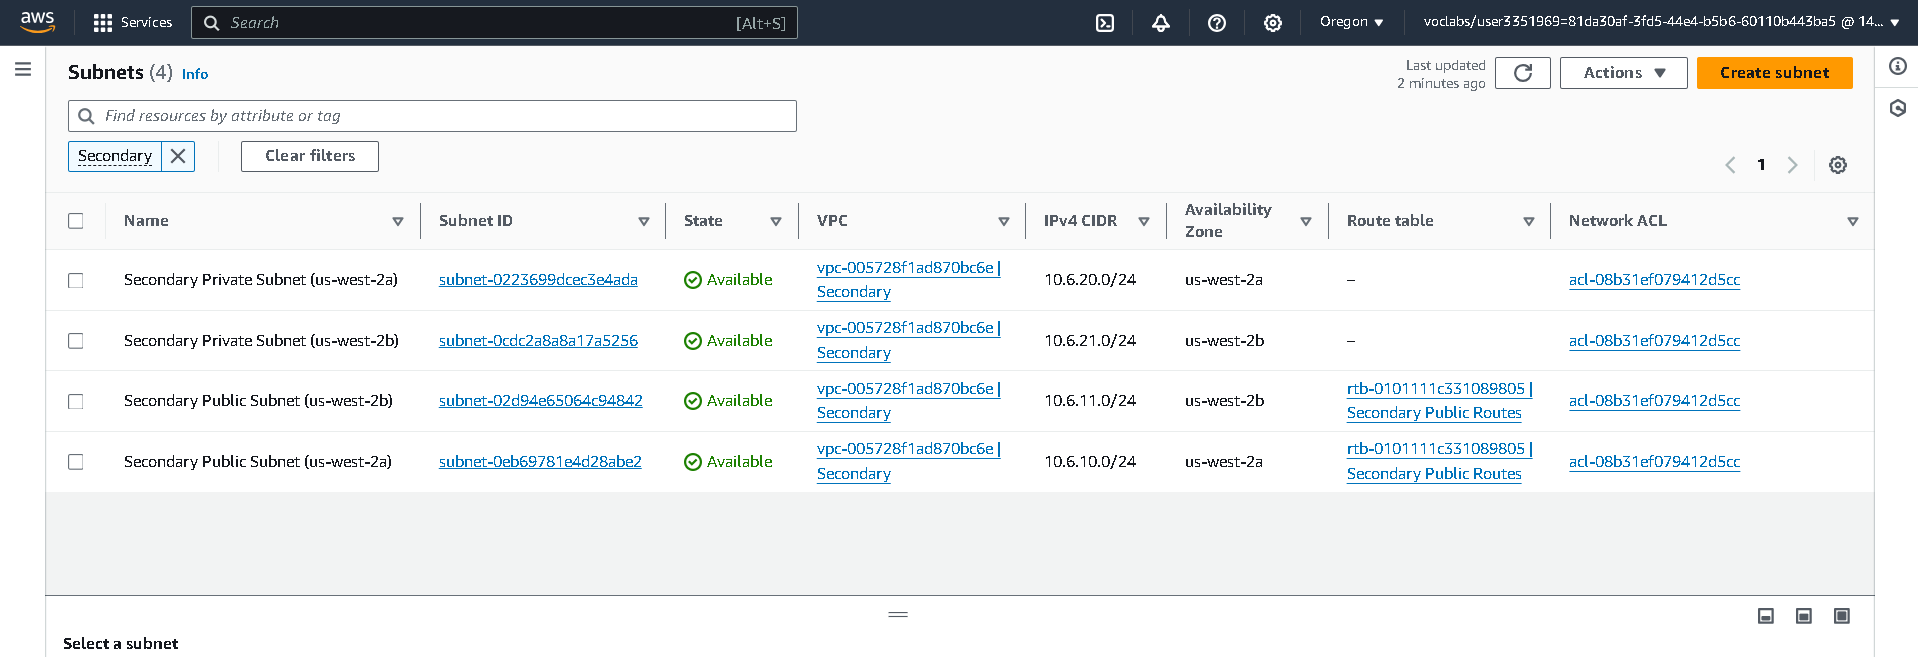 aws
Services
Search
[Alt+S]
Oregon ▼
voclabs/user3351969=81da30af-3fd5-44e4-b5b6-60110b443ba5 @ 14... ▼
Subnets (4) Info
Last updated
2 minutes ago
Actions ▼
Create subnet
Find resources by attribute or tag
Secondary
Clear filters
1
Name
Subnet ID
State
VPC
IPv4 CIDR
Availability
Zone
Route table
Network ACL
Secondary Private Subnet (us-west-2a)
subnet-0223699dcec3e4ada
Available
vpc-005728f1ad870bc6e |
Secondary
10.6.20.0/24
us-west-2a
–
acl-08b31ef079412d5cc
Secondary Private Subnet (us-west-2b)
subnet-0cdc2a8a8a17a5256
Available
vpc-005728f1ad870bc6e |
Secondary
10.6.21.0/24
us-west-2b
–
acl-08b31ef079412d5cc
Secondary Public Subnet (us-west-2b)
subnet-02d94e65064c94842
Available
vpc-005728f1ad870bc6e |
Secondary
10.6.11.0/24
us-west-2b
rtb-0101111c331089805 |
Secondary Public Routes
acl-08b31ef079412d5cc
Secondary Public Subnet (us-west-2a)
subnet-0eb69781e4d28abe2
Available
vpc-005728f1ad870bc6e |
Secondary
10.6.10.0/24
us-west-2a
rtb-0101111c331089805 |
Secondary Public Routes
acl-08b31ef079412d5cc
Select a subnet